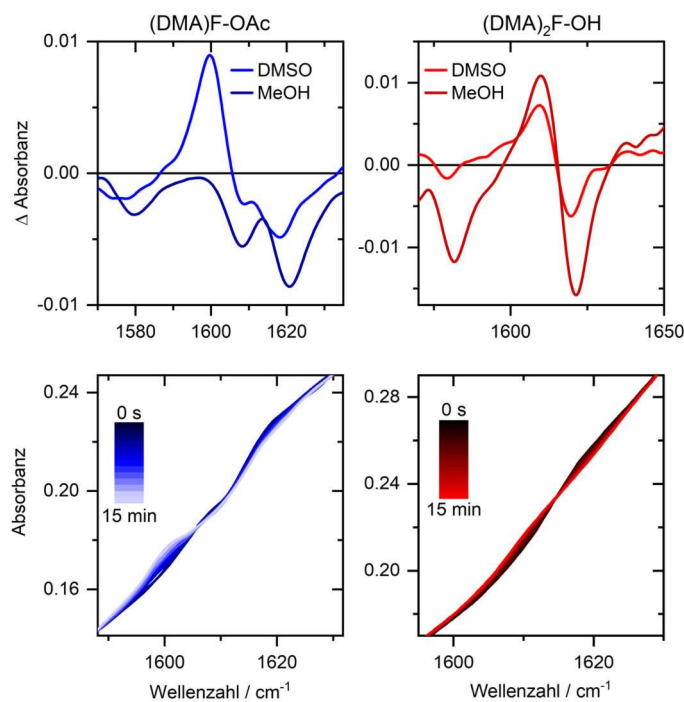 (DMA)F-OAc
(DMA)₂F-OH
0.01
0.00
-0.01
Δ Absorbanz
DMSO
MeOH
1580
1600
1620
0.01
0.00
-0.01
DMSO
MeOH
1600
1650
0.24
0.20
0.16
Absorbanz
0 s
15 min
1600
1620
Wellenzahl / cm⁻¹
0.28
0.24
0.20
0 s
15 min
1600
1620
Wellenzahl / cm⁻¹